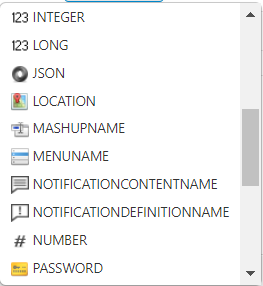 123 INTEGER
123 LONG
JSON
LOCATION
MASHUPNAME
MENUNAME
NOTIFICATIONCONTENTNAME
NOTIFICATIONDEFINITIONNAME
# NUMBER
PASSWORD